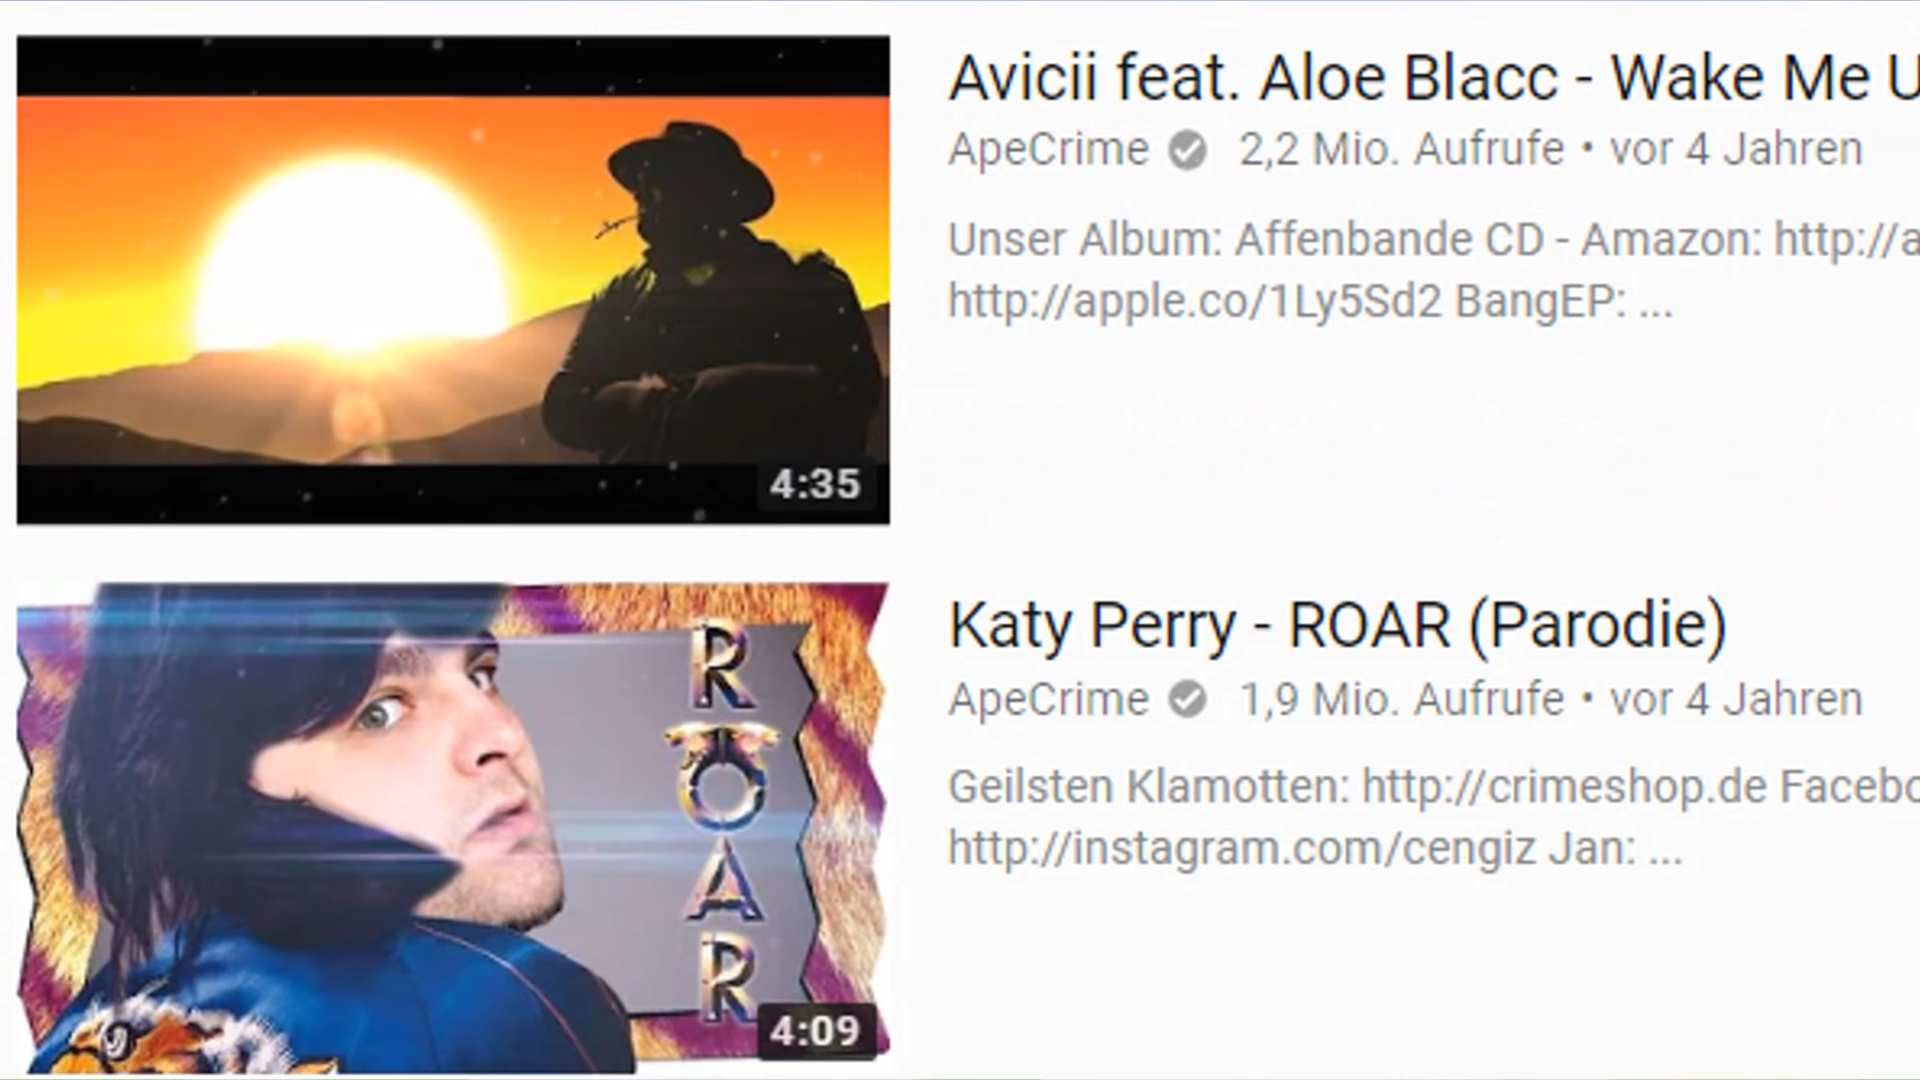 Avicii feat. Aloe Blacc - Wake Me U
ApeCrime 2,2 Mio. Aufrufe • vor 4 Jahren
Unser Album: Affenbande CD - Amazon: http://a
http://apple.co/1Ly5Sd2 BangEP: ...
4:35
Katy Perry - ROAR (Parodie)
ApeCrime 1,9 Mio. Aufrufe • vor 4 Jahren
Geilsten Klamotten: http://crimeshop.de Facebo
http://instagram.com/cengiz Jan: ...
ROAR
4:09